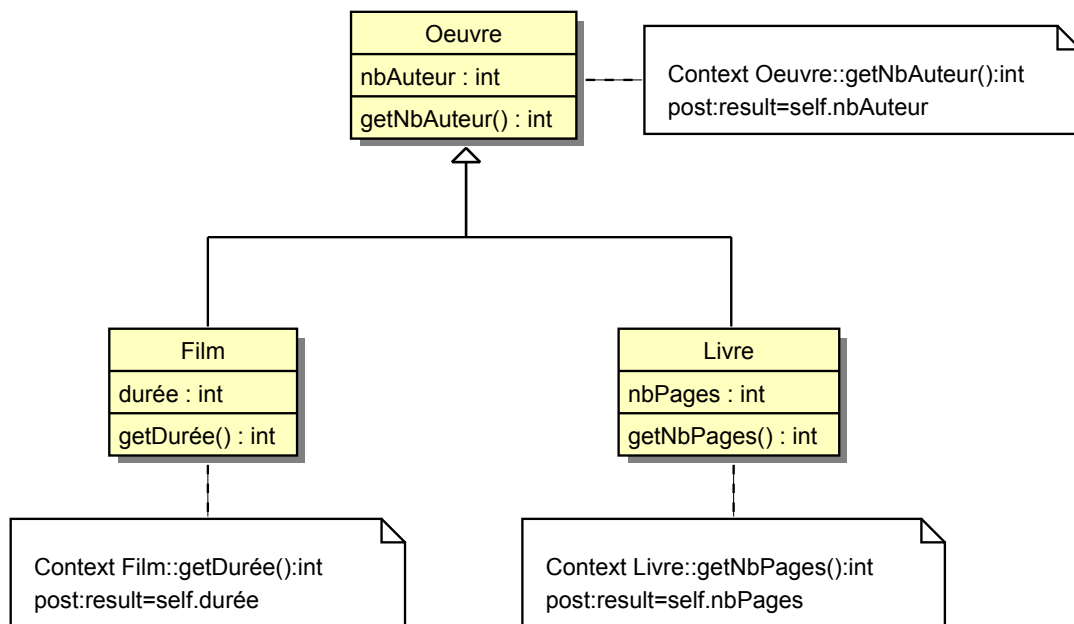 Oeuvre
nbAuteur : int
getNbAuteur() : int
Context Oeuvre::getNbAuteur():int
post:result=self.nbAuteur
Film
durée : int
getDurée() : int
Livre
nbPages : int
getNbPages() : int
Context Film::getDurée():int
post:result=self.durée
Context Livre::getNbPages():int
post:result=self.nbPages